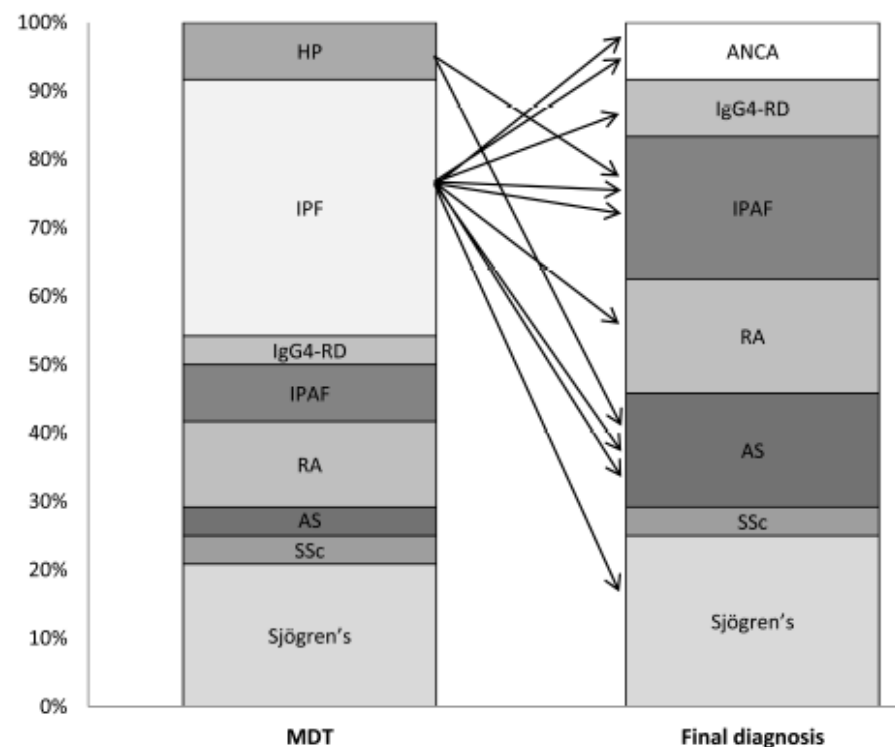 100%
90%
80%
70%
60%
50%
40%
30%
20%
10%
0%
HP
IPF
IgG4-RD
IPAF
RA
AS
SSc
Sjögren's
ANCA
IgG4-RD
IPAF
RA
AS
SSc
Sjögren's
MDT
Final diagnosis